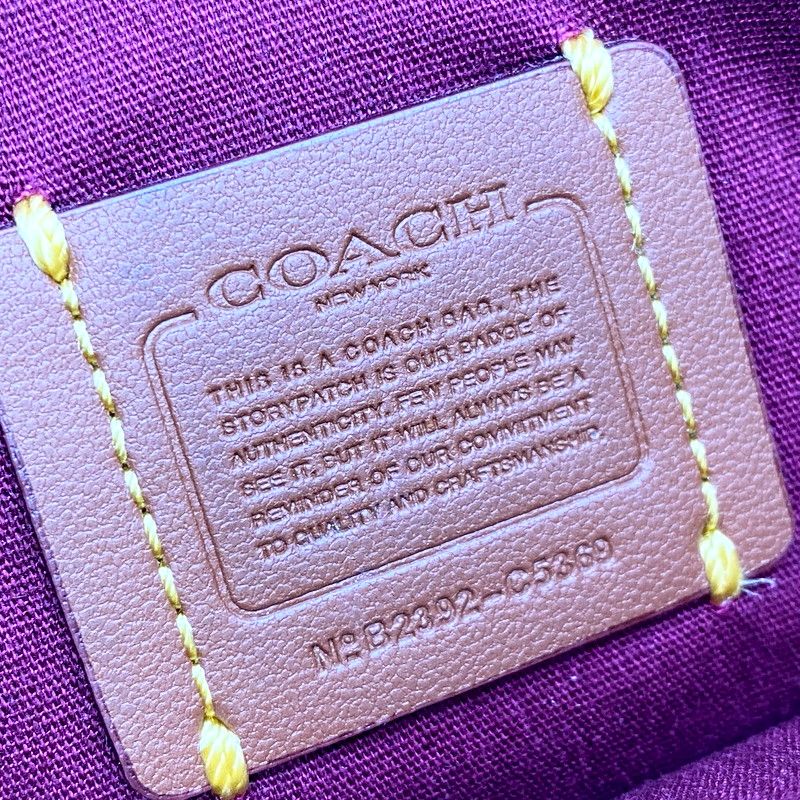 COACH
NEW YORK
THIS IS A COACH BAG. THE
STORYPATCH IS OUR BADGE OF
AUTHENTICITY. FEW PEOPLE MAY
SEE IT, BUT IT WILL ALWAYS BE A
REMINDER OF OUR COMMITMENT
TO QUALITY AND CRAFTSMANSHIP.
Nº B2392-C5369